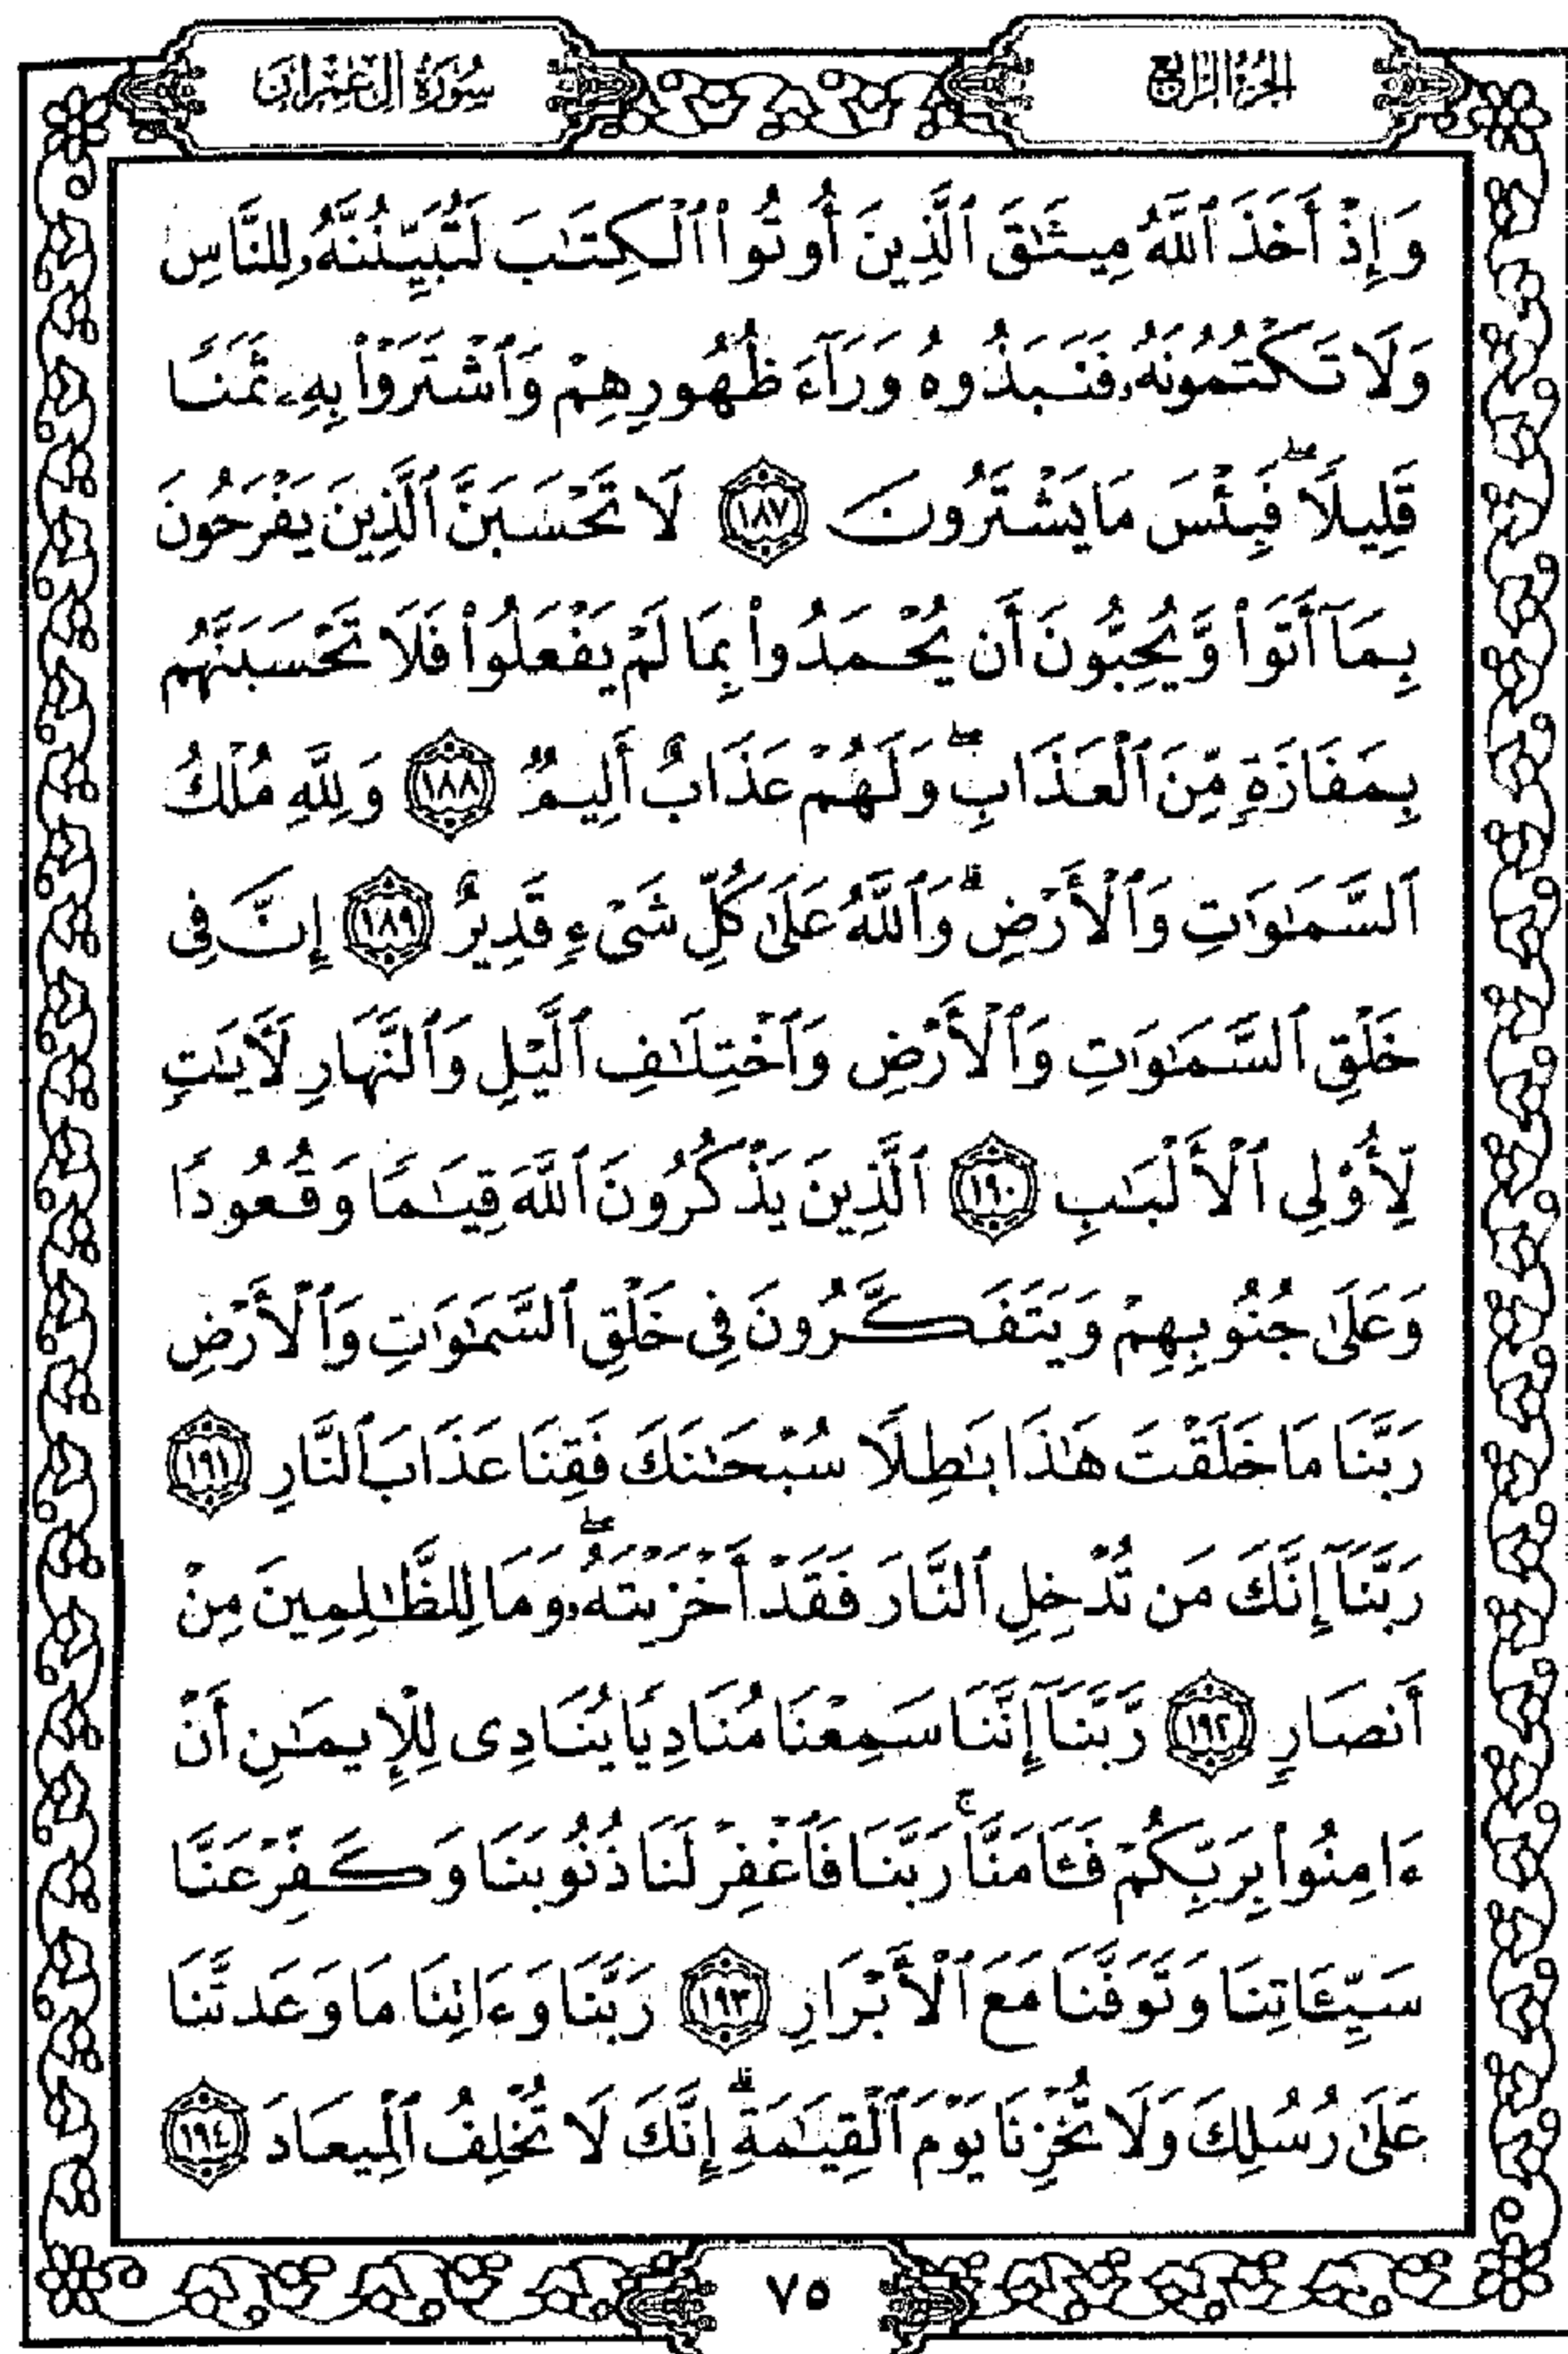 الجزء الرابع
سورة آل عمران
وَإِذْ أَخَذَ ٱللَّهُ مِيثَٰقَ ٱلَّذِينَ أُوتُوا۟ ٱلْكِتَٰبَ لَتُبَيِّنُنَّهُۥ لِلنَّاسِ
وَلَا تَكْتُمُونَهُۥ فَنَبَذُوهُ وَرَآءَ ظُهُورِهِمْ وَٱشْتَرَوْا۟ بِهِۦ ثَمَنًا
قَلِيلًا ۖ فَبِئْسَ مَا يَشْتَرُونَ ١٨٧ لَا تَحْسَبَنَّ ٱلَّذِينَ يَفْرَحُونَ
بِمَآ أَتَوا۟ وَّيُحِبُّونَ أَن يُحْمَدُوا۟ بِمَا لَمْ يَفْعَلُوا۟ فَلَا تَحْسَبَنَّهُم
بِمَفَازَةٍ مِّنَ ٱلْعَذَابِ ۖ وَلَهُمْ عَذَابٌ أَلِيمٌ ١٨٨ وَلِلَّهِ مُلْكُ
ٱلسَّمَٰوَٰتِ وَٱلْأَرْضِ ۗ وَٱللَّهُ عَلَىٰ كُلِّ شَىْءٍ قَدِيرٌ ١٨٩ إِنَّ فِى
خَلْقِ ٱلسَّمَٰوَٰتِ وَٱلْأَرْضِ وَٱخْتِلَٰفِ ٱلَّيْلِ وَٱلنَّهَارِ لَءَايَٰتٍ
لِّأُو۟لِى ٱلْأَلْبَٰبِ ١٩٠ ٱلَّذِينَ يَذْكُرُونَ ٱللَّهَ قِيَٰمًا وَقُعُودًا
وَعَلَىٰ جُنُوبِهِمْ وَيَتَفَكَّرُونَ فِى خَلْقِ ٱلسَّمَٰوَٰتِ وَٱلْأَرْضِ
رَبَّنَا مَا خَلَقْتَ هَٰذَا بَٰطِلًا سُبْحَٰنَكَ فَقِنَا عَذَابَ ٱلنَّارِ ١٩١
رَبَّنَآ إِنَّكَ مَن تُدْخِلِ ٱلنَّارَ فَقَدْ أَخْزَيْتَهُۥ ۖ وَمَا لِلظَّٰلِمِينَ مِنْ
أَنصَارٍ ١٩٢ رَّبَّنَآ إِنَّنَا سَمِعْنَا مُنَادِيًا يُنَادِى لِلْإِيمَٰنِ أَنْ
ءَامِنُوا۟ بِرَبِّكُمْ فَـَٔامَنَّا ۚ رَبَّنَا فَٱغْفِرْ لَنَا ذُنُوبَنَا وَكَفِّرْ عَنَّا
سَيِّـَٔاتِنَا وَتَوَفَّنَا مَعَ ٱلْأَبْرَارِ ١٩٣ رَبَّنَا وَءَاتِنَا مَا وَعَدتَّنَا
عَلَىٰ رُسُلِكَ وَلَا تُخْزِنَا يَوْمَ ٱلْقِيَٰمَةِ ۗ إِنَّكَ لَا تُخْلِفُ ٱلْمِيعَادَ ١٩٤
٧٥